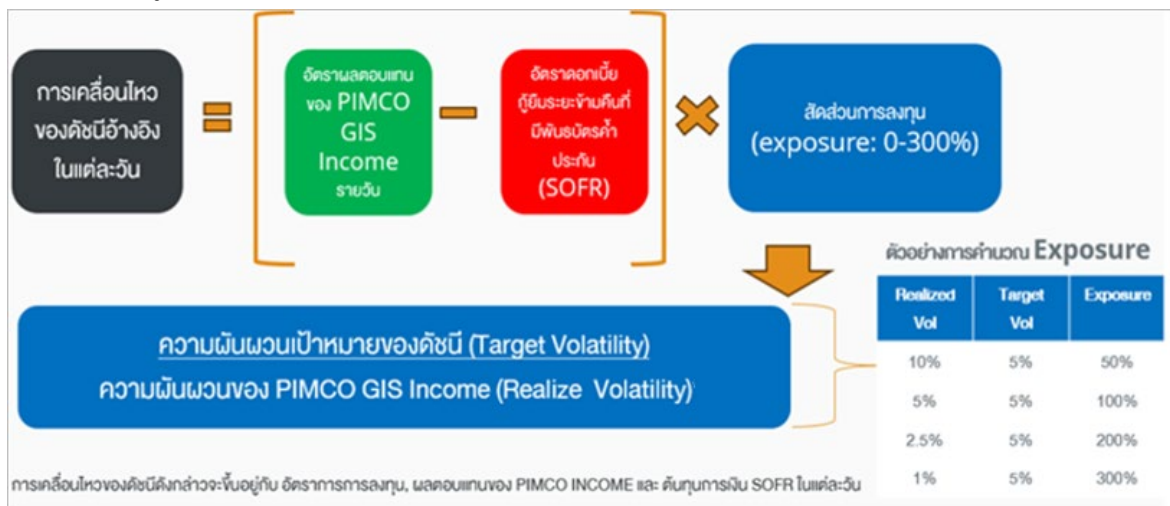 การเคลื่อนไหว
ของดัชนีอ้างอิง
ในแต่ละวัน
=
อัตราผลตอบแทน
ของ PIMCO
GIS
Income
รายวัน
−
อัตราดอกเบี้ย
กู้ยืมระยะข้ามคืนที่
มีพันธบัตรค้ำ
ประกัน
(SOFR)
×
สัดส่วนการลงทุน
(exposure: 0-300%)
ตัวอย่างการคำนวณ Exposure
Realized Vol Target Vol Exposure
10% 5% 50%
5% 5% 100%
2.5% 5% 200%
1% 5% 300%
ความผันผวนเป้าหมายของดัชนี (Target Volatility)
ความผันผวนของ PIMCO GIS Income (Realize Volatility)
การเคลื่อนไหวของดัชนีดังกล่าวจะขึ้นอยู่กับ อัตราการการลงทุน, ผลตอบแทนของ PIMCO INCOME และ ต้นทุนการเงิน SOFR ในแต่ละวัน